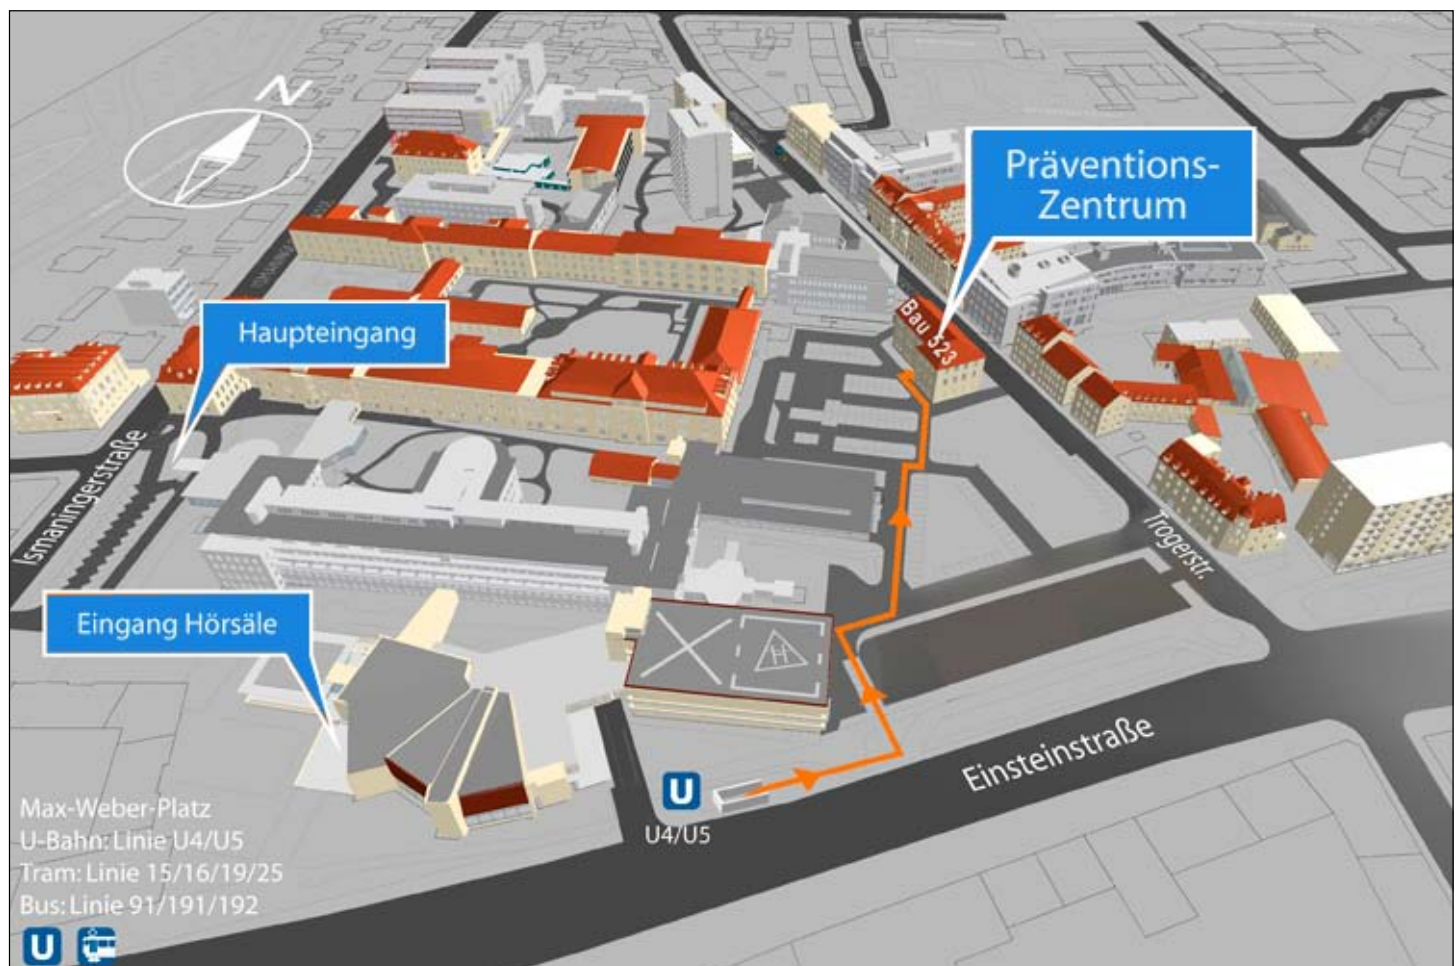 N
Präventions-
Zentrum
Bau 523
Haupteingang
Ismaningerstraße
Trogerstr.
Eingang Hörsäle
H
Einsteinstraße
U
U4/U5
Max-Weber-Platz
U-Bahn: Linie U4/U5
Tram: Linie 15/16/19/25
Bus: Linie 91/191/192
U